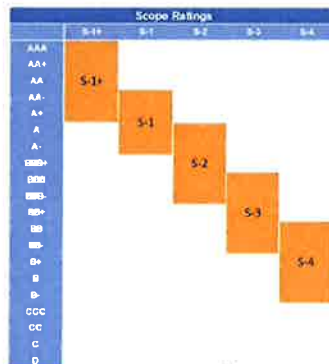 Scope Ratings
S-1+ S-1 S-2 S-3 S-4
AAA
AA+
AA
AA-
A+
A
A-
BBB+
BBB
BBB-
BB+
BB
BB-
B+
B
B-
CCC
CC
C
D
S-1+
S-1
S-2
S-3
S-4